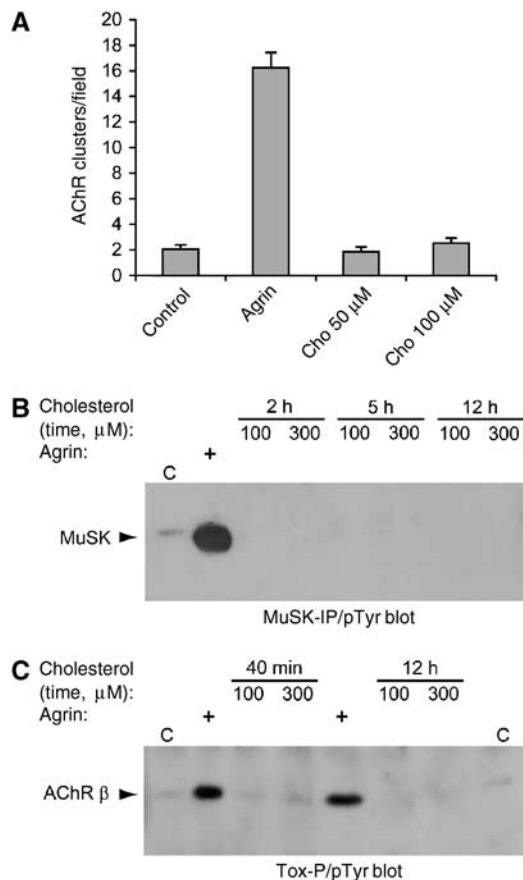 A
AChR clusters/field
20
18
16
14
12
10
8
6
4
2
0
Control
Agrin
Cho 50 μM
Cho 100 μM
B
Cholesterol 2 h 5 h 12 h
(time, μM): 100 300 100 300 100 300
Agrin: +
C
MuSK
MuSK-IP/pTyr blot
C
Cholesterol 40 min 12 h
(time, μM): 100 300 100 300
Agrin: + +
C C
AChR β
Tox-P/pTyr blot